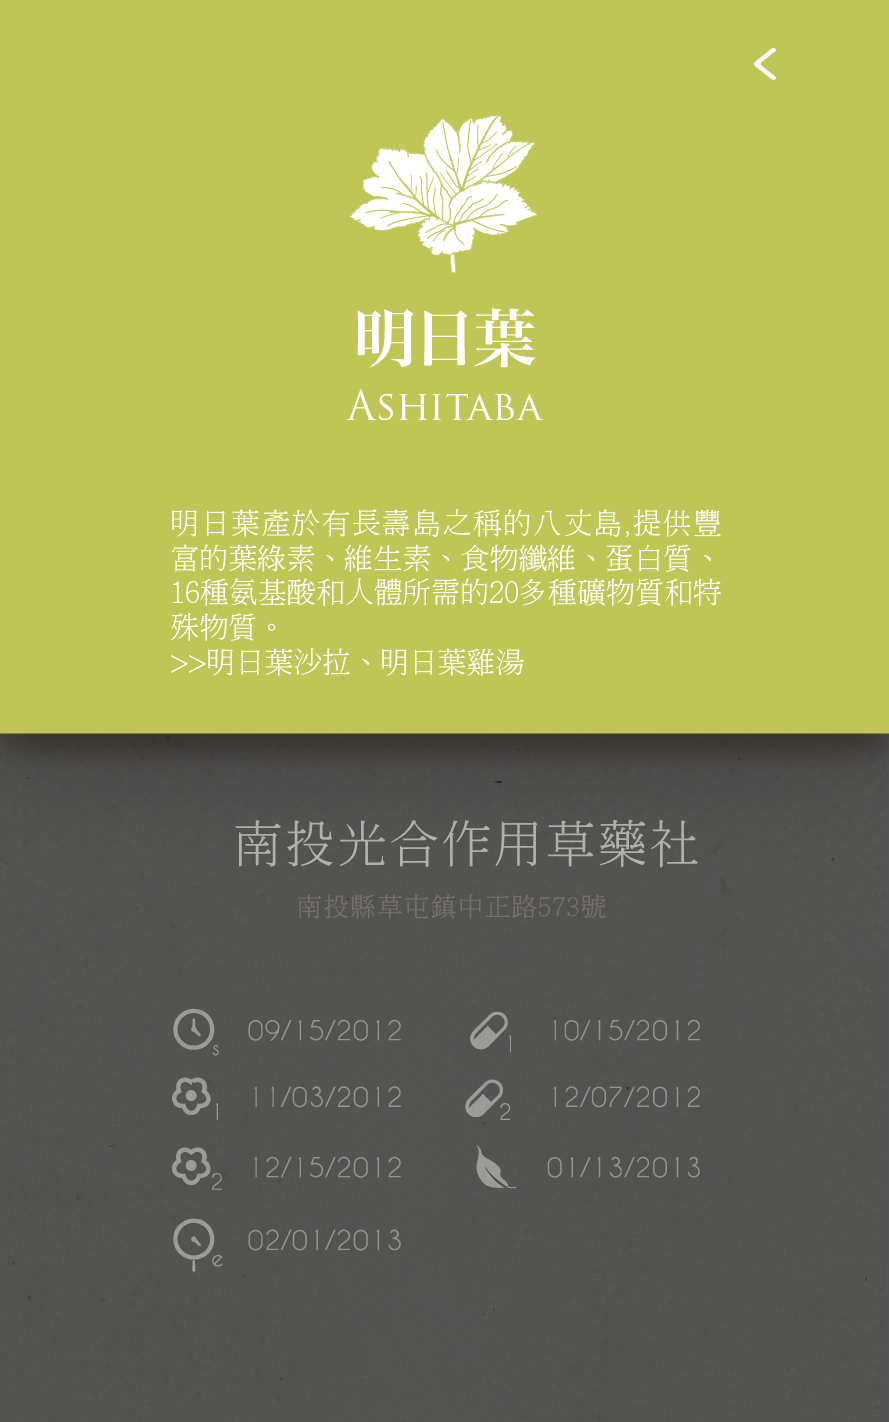 明日葉
ASHITABA
明日葉產於有長壽島之稱的八丈島,提供豐
富的葉綠素、維生素、食物纖維、蛋白質、
16種氨基酸和人體所需的20多種礦物質和特
殊物質。
>>明日葉沙拉、明日葉雞湯
南投光合作用草藥社
南投縣草屯鎮中正路573號
s 09/15/2012 1 10/15/2012
1 11/03/2012 2 12/07/2012
2 12/15/2012 01/13/2013
e 02/01/2013